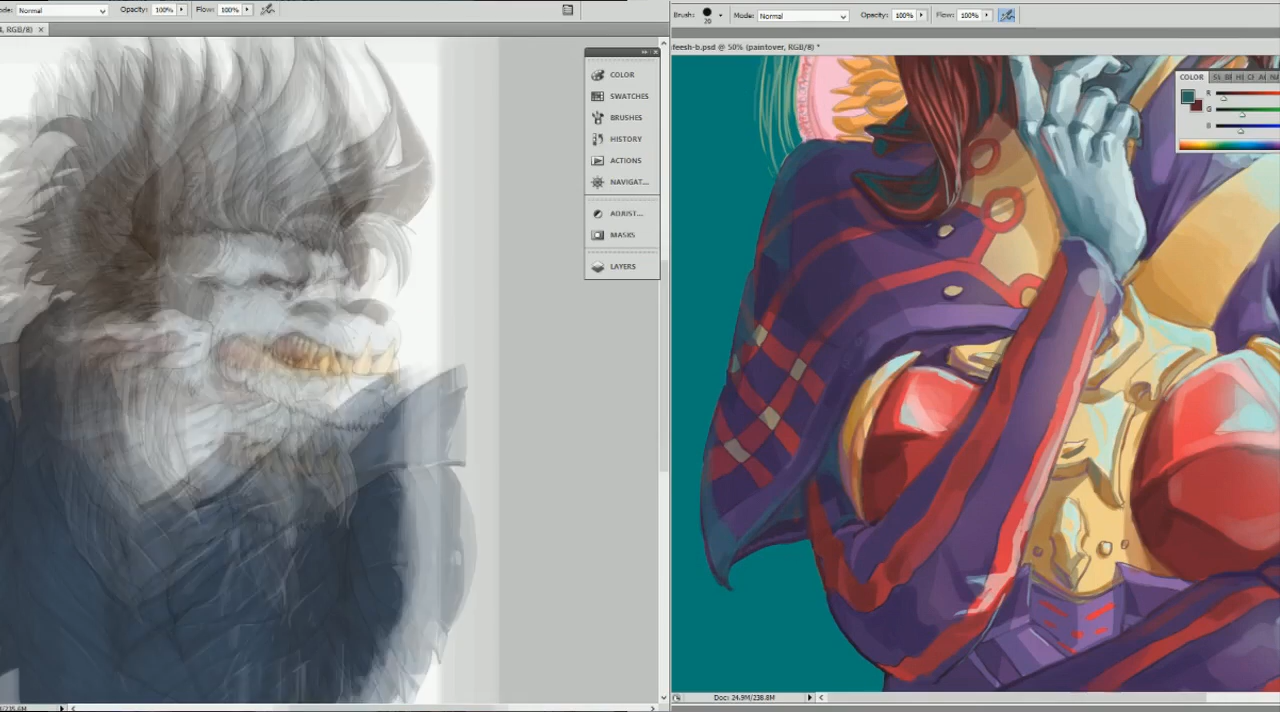 Normal Opacity: 100% Flow: 100%
RGB/8) ×
COLOR
SWATCHES
BRUSHES
HISTORY
ACTIONS
NAVIGAT...
ADJUST...
MASKS
LAYERS
Brush: 20 Mode: Normal Opacity: 100% Flow: 100%
feesh-b.psd @ 50% (paintover, RGB/8) *
COLOR
R
G
B
Doc: 24.9M/238.8M